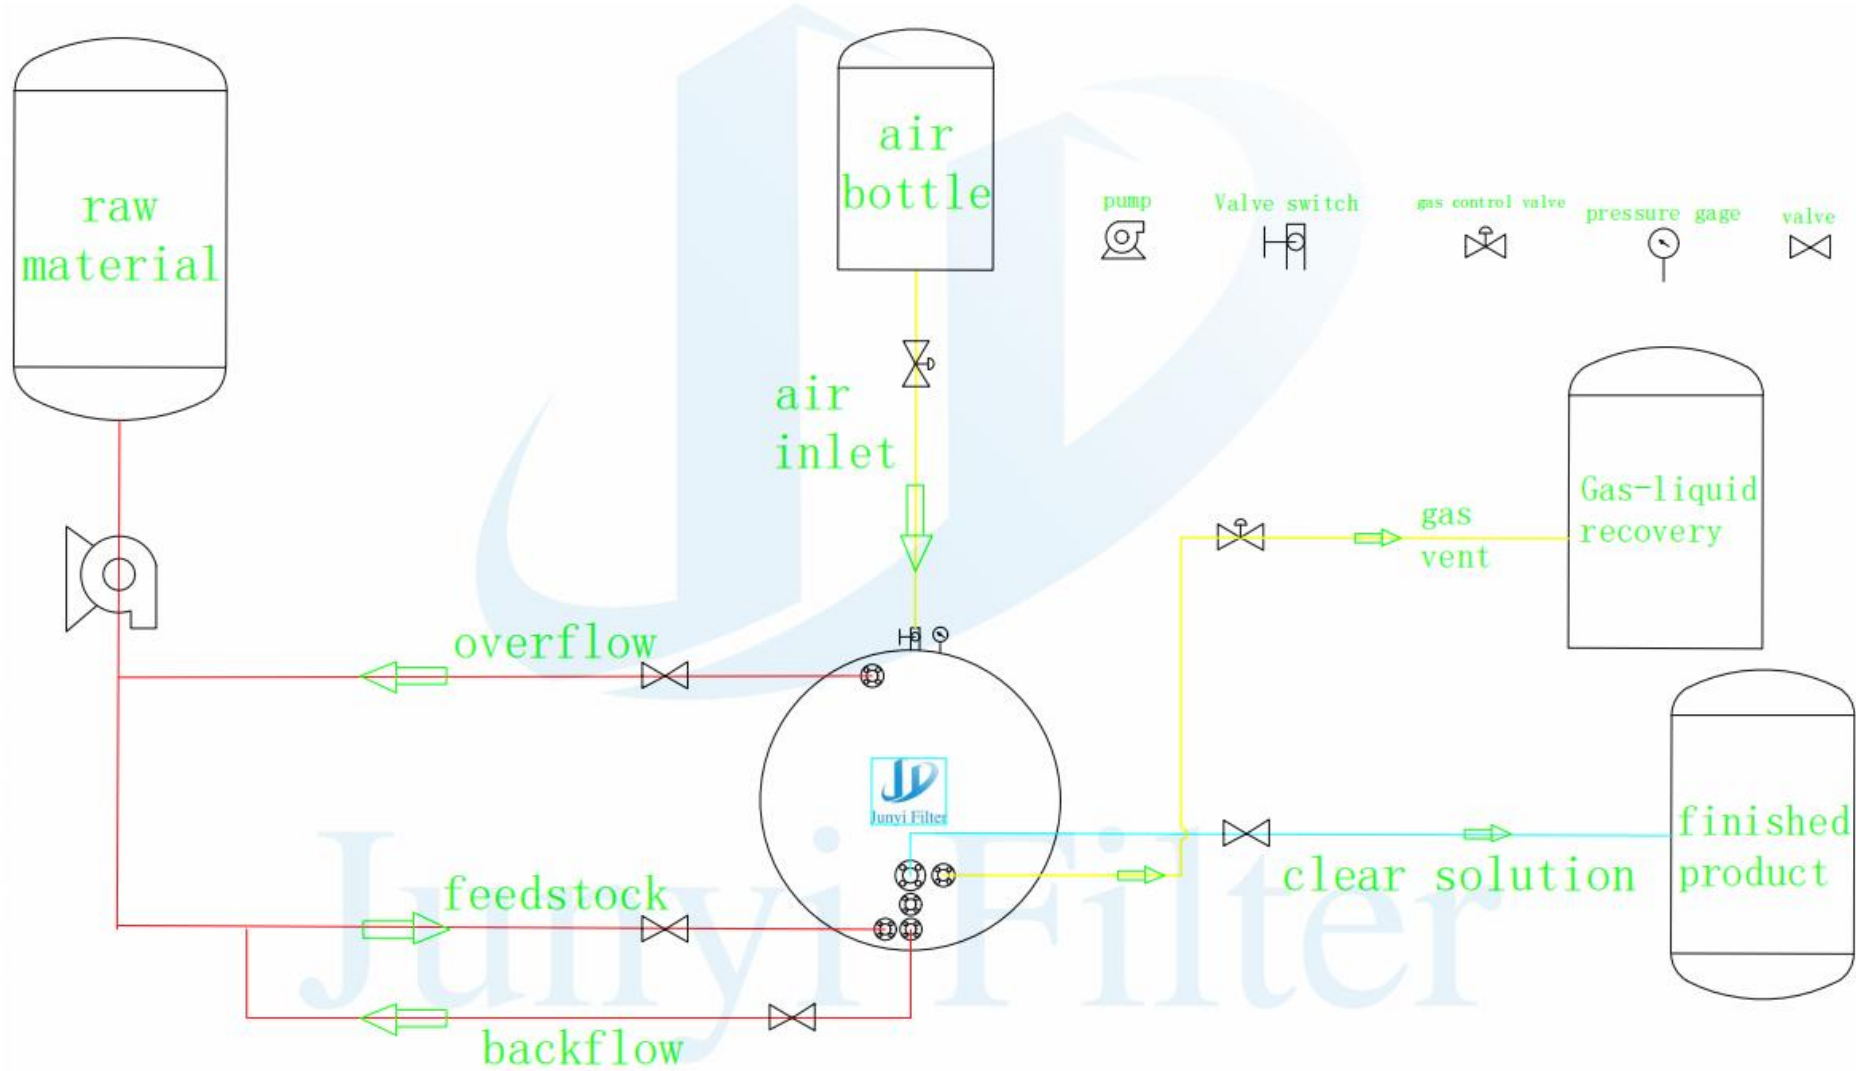 raw
material
air
bottle
pump
Valve switch
gas control valve
pressure gage
valve
air
inlet
Gas-liquid
recovery
gas
vent
overflow
Junyi Filter
finished
product
clear solution
feedstock
backflow
Junyi Filter